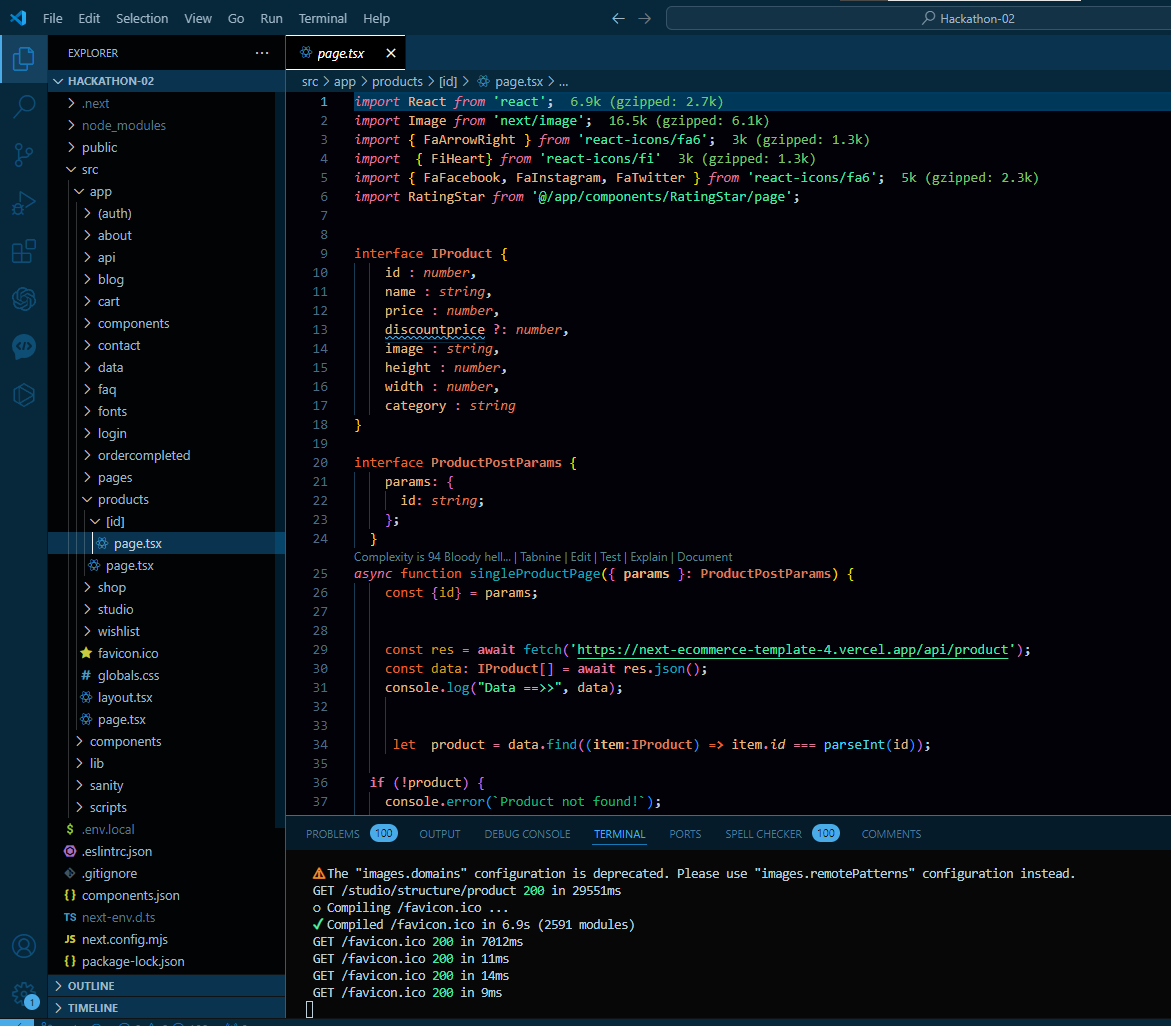 File Edit Selection View Go Run Terminal Help
Hackathon-02
EXPLORER
HACKATHON-02
.next
node_modules
public
src
app
(auth)
about
api
blog
cart
components
contact
data
faq
fonts
login
ordercompleted
pages
products
[id]
page.tsx
page.tsx
shop
studio
wishlist
favicon.ico
# globals.css
layout.tsx
page.tsx
components
lib
sanity
scripts
$ .env.local
.eslintrc.json
.gitignore
{} components.json
TS next-env.d.ts
JS next.config.mjs
{} package-lock.json
OUTLINE
TIMELINE
1
page.tsx
src > app > products > [id] > page.tsx > ...
1 import React from 'react'; 6.9k (gzipped: 2.7k)
2 import Image from 'next/image'; 16.5k (gzipped: 6.1k)
3 import { FaArrowRight } from 'react-icons/fa6'; 3k (gzipped: 1.3k)
4 import { FiHeart} from 'react-icons/fi' 3k (gzipped: 1.3k)
5 import { FaFacebook, FaInstagram, FaTwitter } from 'react-icons/fa6'; 5k (gzipped: 2.3k)
6 import RatingStar from '@/app/components/RatingStar/page';
7
8
9 interface IProduct {
10 id : number,
11 name : string,
12 price : number,
13 discountprice ?: number,
14 image : string,
15 height : number,
16 width : number,
17 category : string
18 }
19
20 interface ProductPostParams {
21 params: {
22 id: string;
23 };
24 }
Complexity is 94 Bloody hell... | Tabnine | Edit | Test | Explain | Document
25 async function singleProductPage({ params }: ProductPostParams) {
26 const {id} = params;
27
28
29 const res = await fetch('https://next-ecommerce-template-4.vercel.app/api/product');
30 const data: IProduct[] = await res.json();
31 console.log("Data ==>>", data);
32
33
34 let product = data.find((item:IProduct) => item.id === parseInt(id));
35
36 if (!product) {
37 console.error(`Product not found!`);
PROBLEMS 100 OUTPUT DEBUG CONSOLE TERMINAL PORTS SPELL CHECKER 100 COMMENTS
The "images.domains" configuration is deprecated. Please use "images.remotePatterns" configuration instead.
GET /studio/structure/product 200 in 29551ms
○ Compiling /favicon.ico ...
✓ Compiled /favicon.ico in 6.9s (2591 modules)
GET /favicon.ico 200 in 7012ms
GET /favicon.ico 200 in 11ms
GET /favicon.ico 200 in 14ms
GET /favicon.ico 200 in 9ms